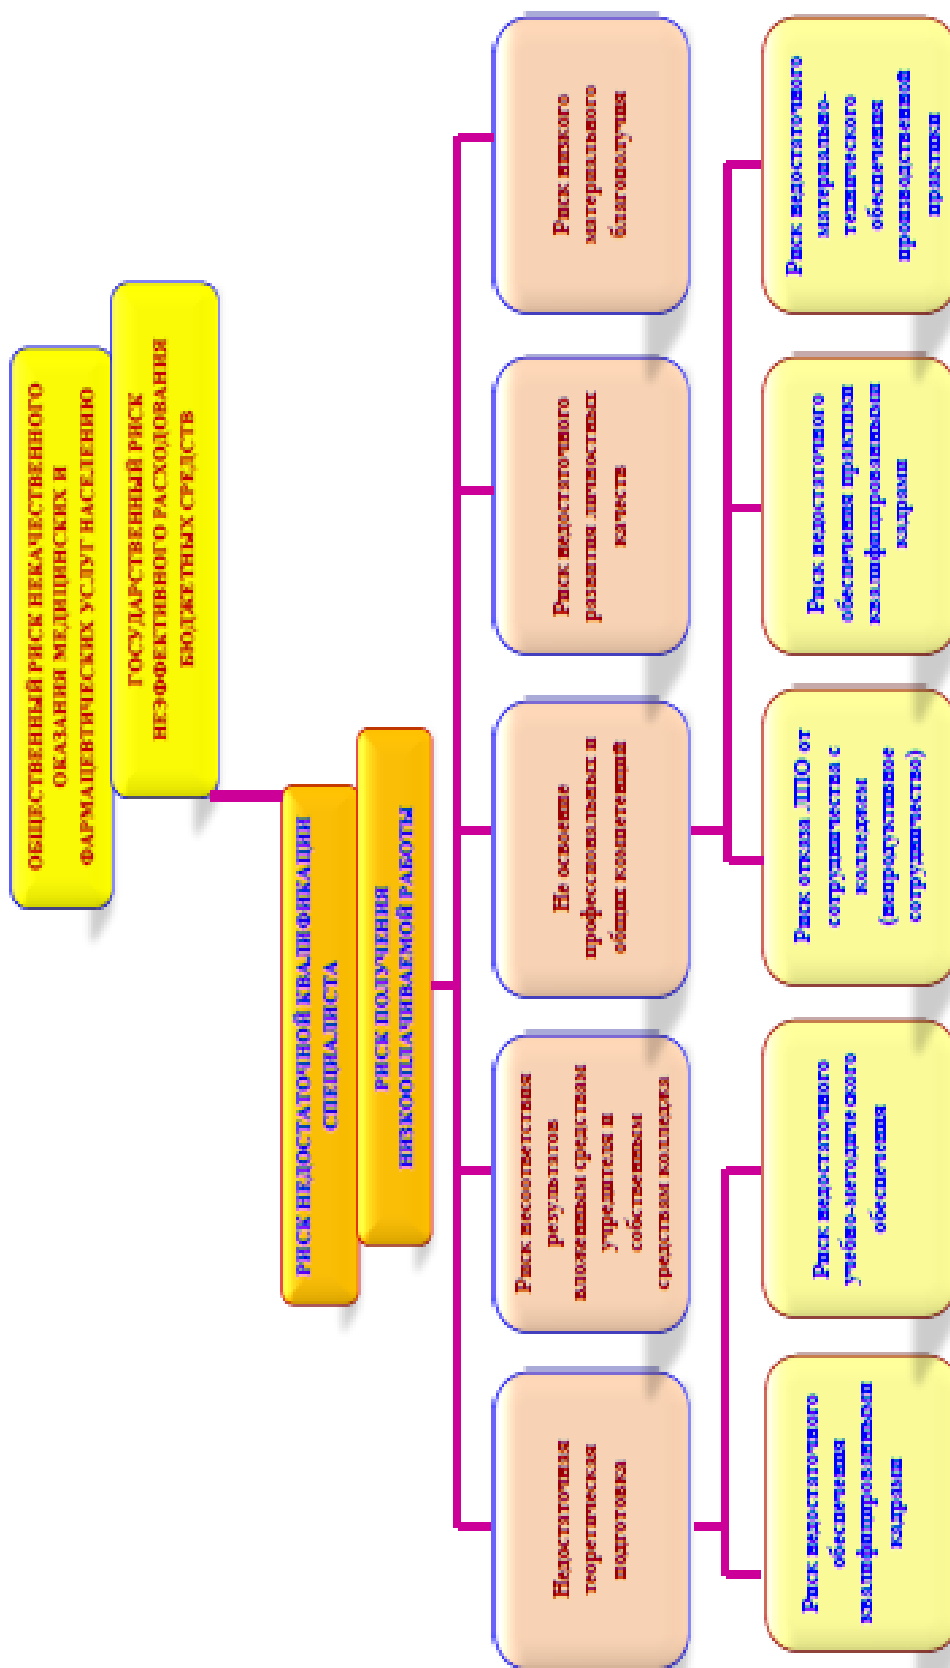 ОБЩЕСТВЕННЫЙ РИСК НЕКАЧЕСТВЕННОГО
ОКАЗАНИЯ МЕДИЦИНСКИХ И
ФАРМАЦЕВТИЧЕСКИХ УСЛУГ НАСЕЛЕНИЮ
ГОСУДАРСТВЕННЫЙ РИСК
НЕЭФФЕКТИВНОГО РАСХОДОВАНИЯ
БЮДЖЕТНЫХ СРЕДСТВ
РИСК НЕДОСТАТОЧНОЙ КВАЛИФИКАЦИИ
СПЕЦИАЛИСТА
РИСК ПОЛУЧЕНИЯ
НИЗКООПЛАЧИВАЕМОЙ РАБОТЫ
Недостаточная
теоретическая
подготовка
Риск несоответствия
результатов
вложенным средствам
учредителя и
собственным
средствам колледжа
Не освоение
профессиональных и
общих компетенций
Риск недостаточного
развития личностных
качеств
Риск низкого
материального
благополучия
Риск недостаточного
обеспечения
квалифицированными
кадрами
Риск недостаточного
учебно-методического
обеспечения
Риск отказа ЛПО от
сотрудничества с
колледжем
(непродуктивное
сотрудничество)
Риск недостаточного
обеспечения практики
квалифицированными
кадрами
Риск недостаточного
материально-
технического
обеспечения
производственной
практики